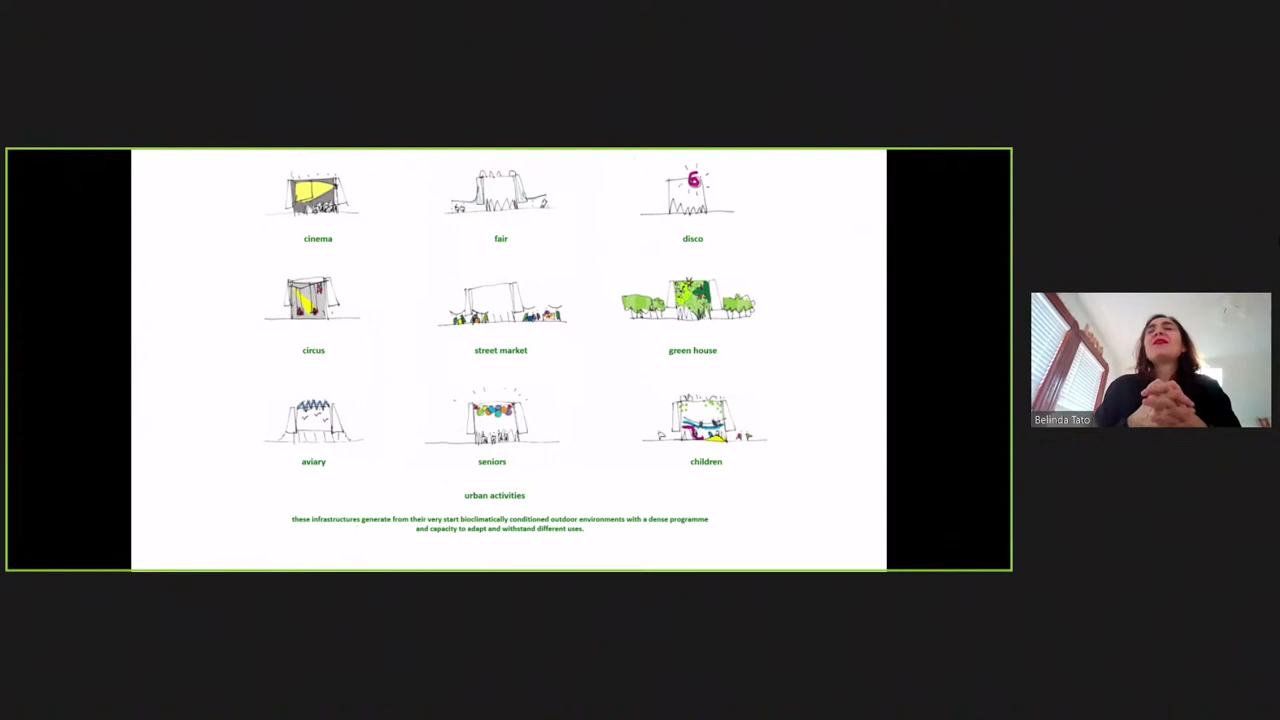 cinema
fair
disco
6
circus
street market
green house
aviary
seniors
children
urban activities
these infrastructures generate from their very start bioclimatically conditioned outdoor environments with a dense programme
and capacity to adapt and withstand different uses.
Belinda Tato